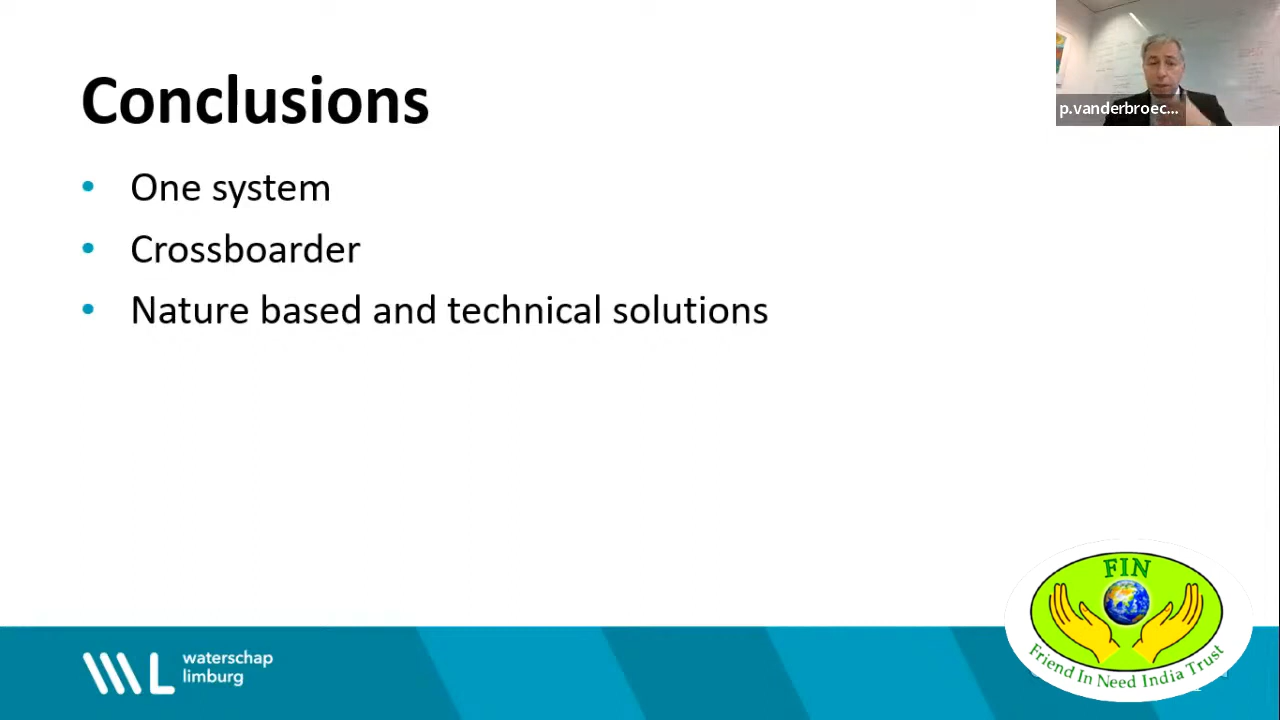 Conclusions
p.vanderbroec...
• One system
• Crossboarder
• Nature based and technical solutions
FIN
Friend In Need India Trust
waterschap
limburg